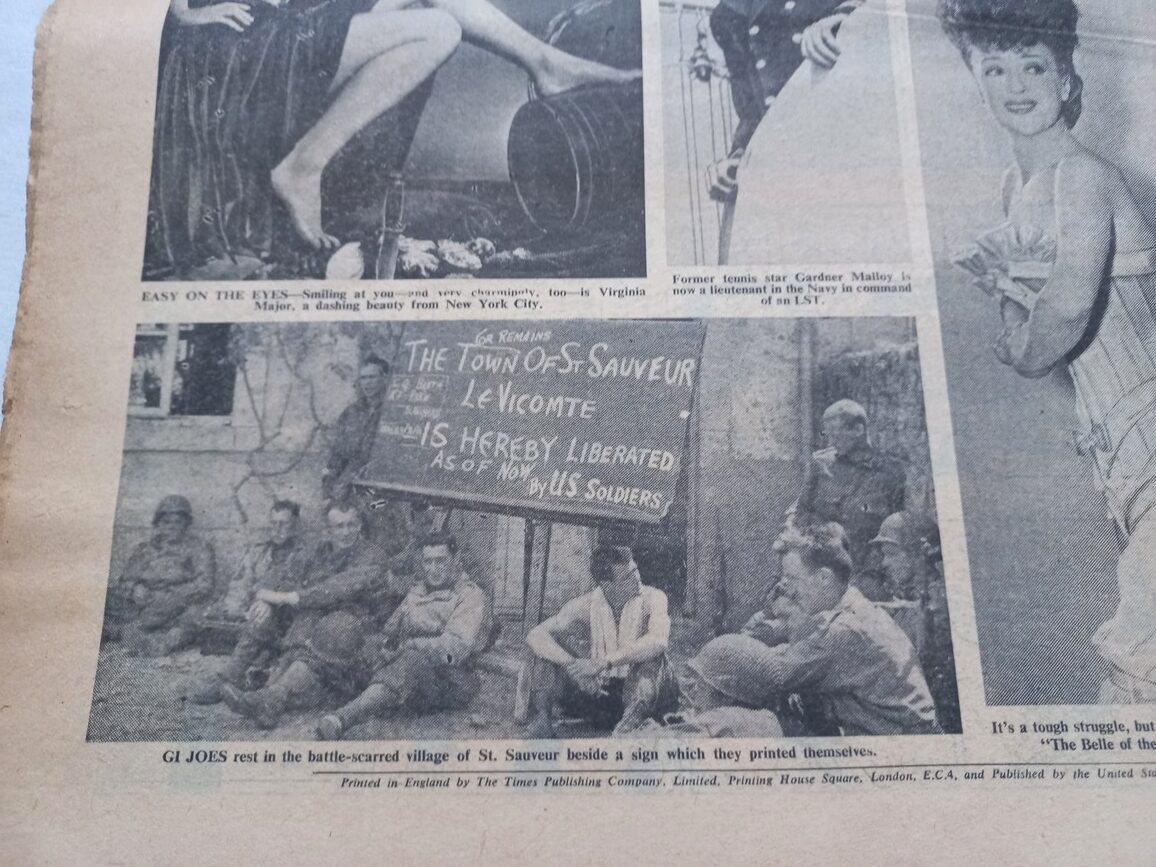 EASY ON THE EYES—Smiling at you—and very charmingly, too—is Virginia
Major, a dashing beauty from New York City.
Former tennis star Gardner Malloy is
now a lieutenant in the Navy in command
of an LST.
(OR REMAINS
THE TOWN OF ST SAUVEUR
LE VICOMTE
IS HEREBY LIBERATED
AS OF NOW
By US SOLDIERS
GI JOES rest in the battle-scarred village of St. Sauveur beside a sign which they printed themselves.
It's a tough struggle, but
"The Belle of the
Printed in England by The Times Publishing Company, Limited, Printing House Square, London, E.C.4, and Published by the United Sta